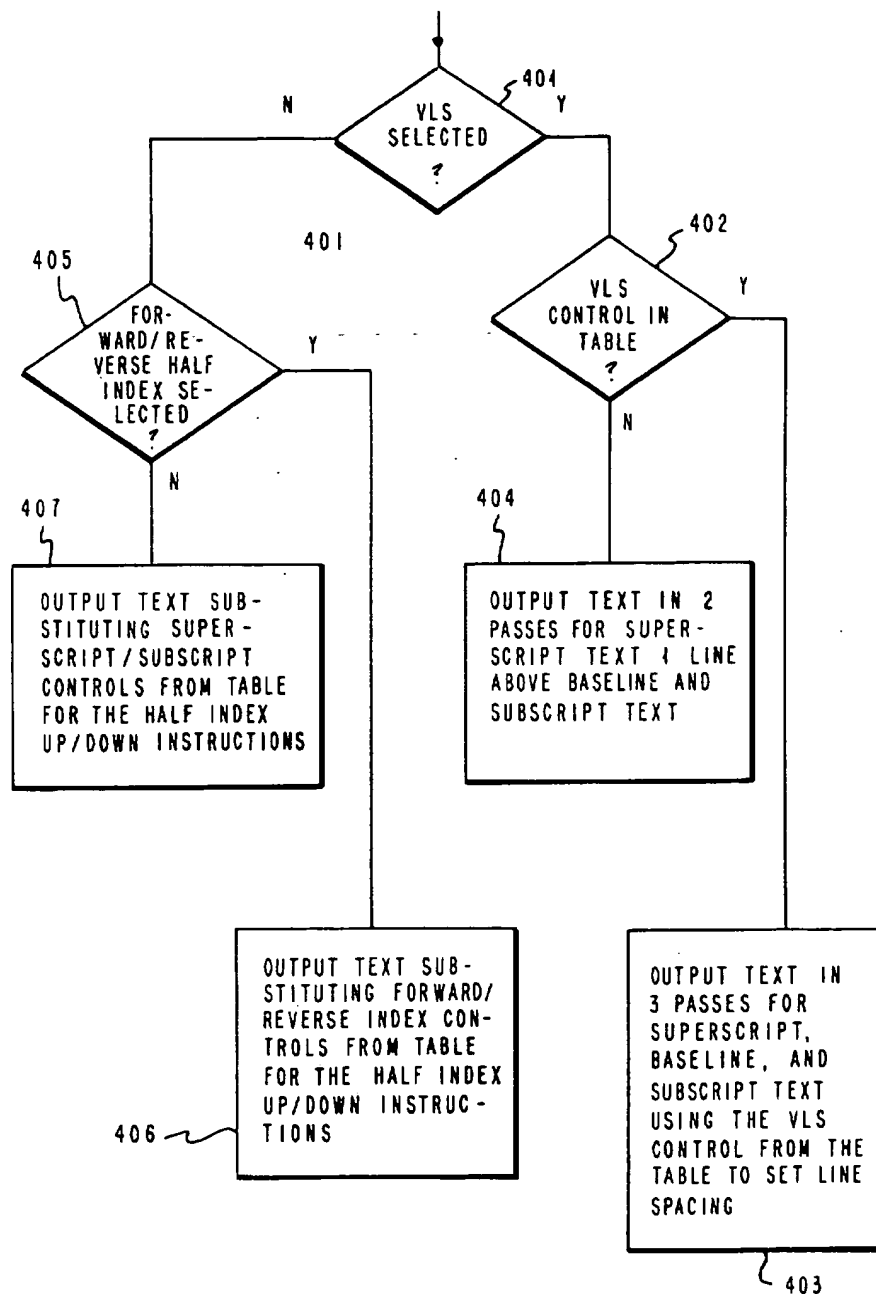 401
N
VLS
SELECTED
?
Y
401
402
405
VLS
CONTROL IN
TABLE
?
Y
N
FOR-
WARD/RE-
VERSE HALF
INDEX SE-
LECTED
?
Y
N
407
OUTPUT TEXT SUB-
STITUTING SUPER-
SCRIPT/SUBSCRIPT
CONTROLS FROM TABLE
FOR THE HALF INDEX
UP/DOWN INSTRUCTIONS
404
OUTPUT TEXT IN 2
PASSES FOR SUPER-
SCRIPT TEXT 1 LINE
ABOVE BASELINE AND
SUBSCRIPT TEXT
OUTPUT TEXT SUB-
STITUTING FORWARD/
REVERSE INDEX CON-
TROLS FROM TABLE
FOR THE HALF INDEX
UP/DOWN INSTRUC-
TIONS
406
OUTPUT TEXT IN
3 PASSES FOR
SUPERSCRIPT,
BASELINE, AND
SUBSCRIPT TEXT
USING THE VLS
CONTROL FROM THE
TABLE TO SET LINE
SPACING
403